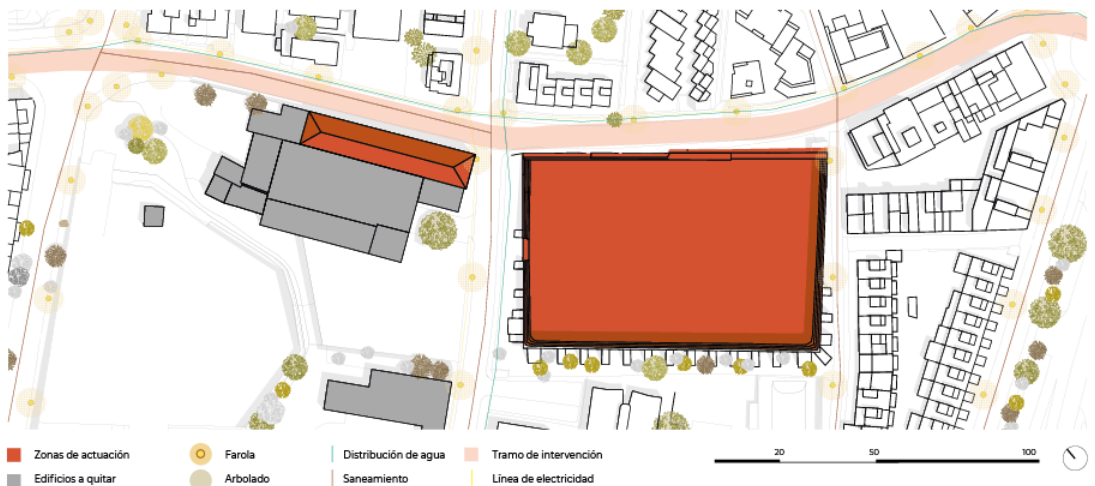 Zonas de actuación
Farola
Distribución de agua
Tramo de intervención
20
50
100
Edificios a quitar
Arbolado
Saneamiento
Línea de electricidad